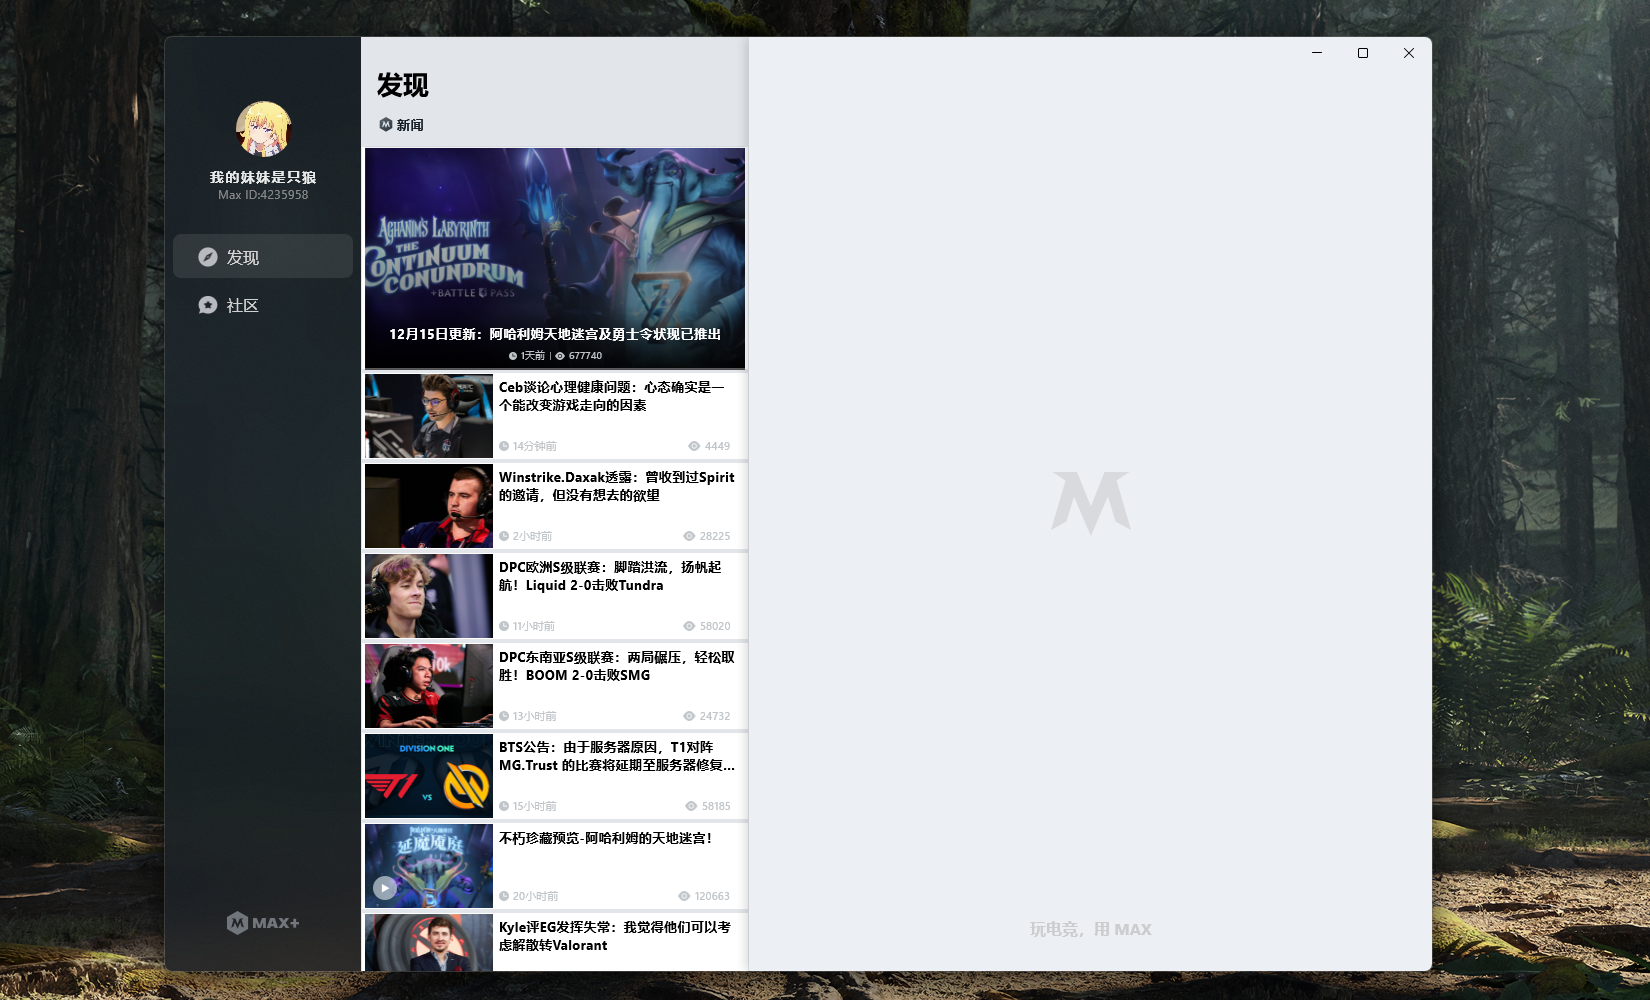 我的妹妹是只狼
Max ID:4235958
发现
社区
MAX+
发现
新闻
AGHANIM'S LABYRINTH
THE
CONTINUUM
CONUNDRUM
+BATTLE PASS
12月15日更新：阿哈利姆天地迷宫及勇士令状现已推出
1天前 | 677740
Ceb谈论心理健康问题：心态确实是一
个能改变游戏走向的因素
14分钟前 4449
Winstrike.Daxak透露：曾收到过Spirit
的邀请，但没有想去的欲望
2小时前 28225
DPC欧洲S级联赛：脚踏洪流，扬帆起
航！Liquid 2-0击败Tundra
11小时前 58020
DPC东南亚S级联赛：两局碾压，轻松取
胜！BOOM 2-0击败SMG
13小时前 24732
DIVISION ONE
T1
VS
BTS公告：由于服务器原因，T1对阵
MG.Trust 的比赛将延期至服务器修复...
15小时前 58185
不朽珍藏预览-阿哈利姆的天地迷宫！
20小时前 120663
Kyle评EG发挥失常：我觉得他们可以考
虑解散转Valorant
玩电竞，用 MAX